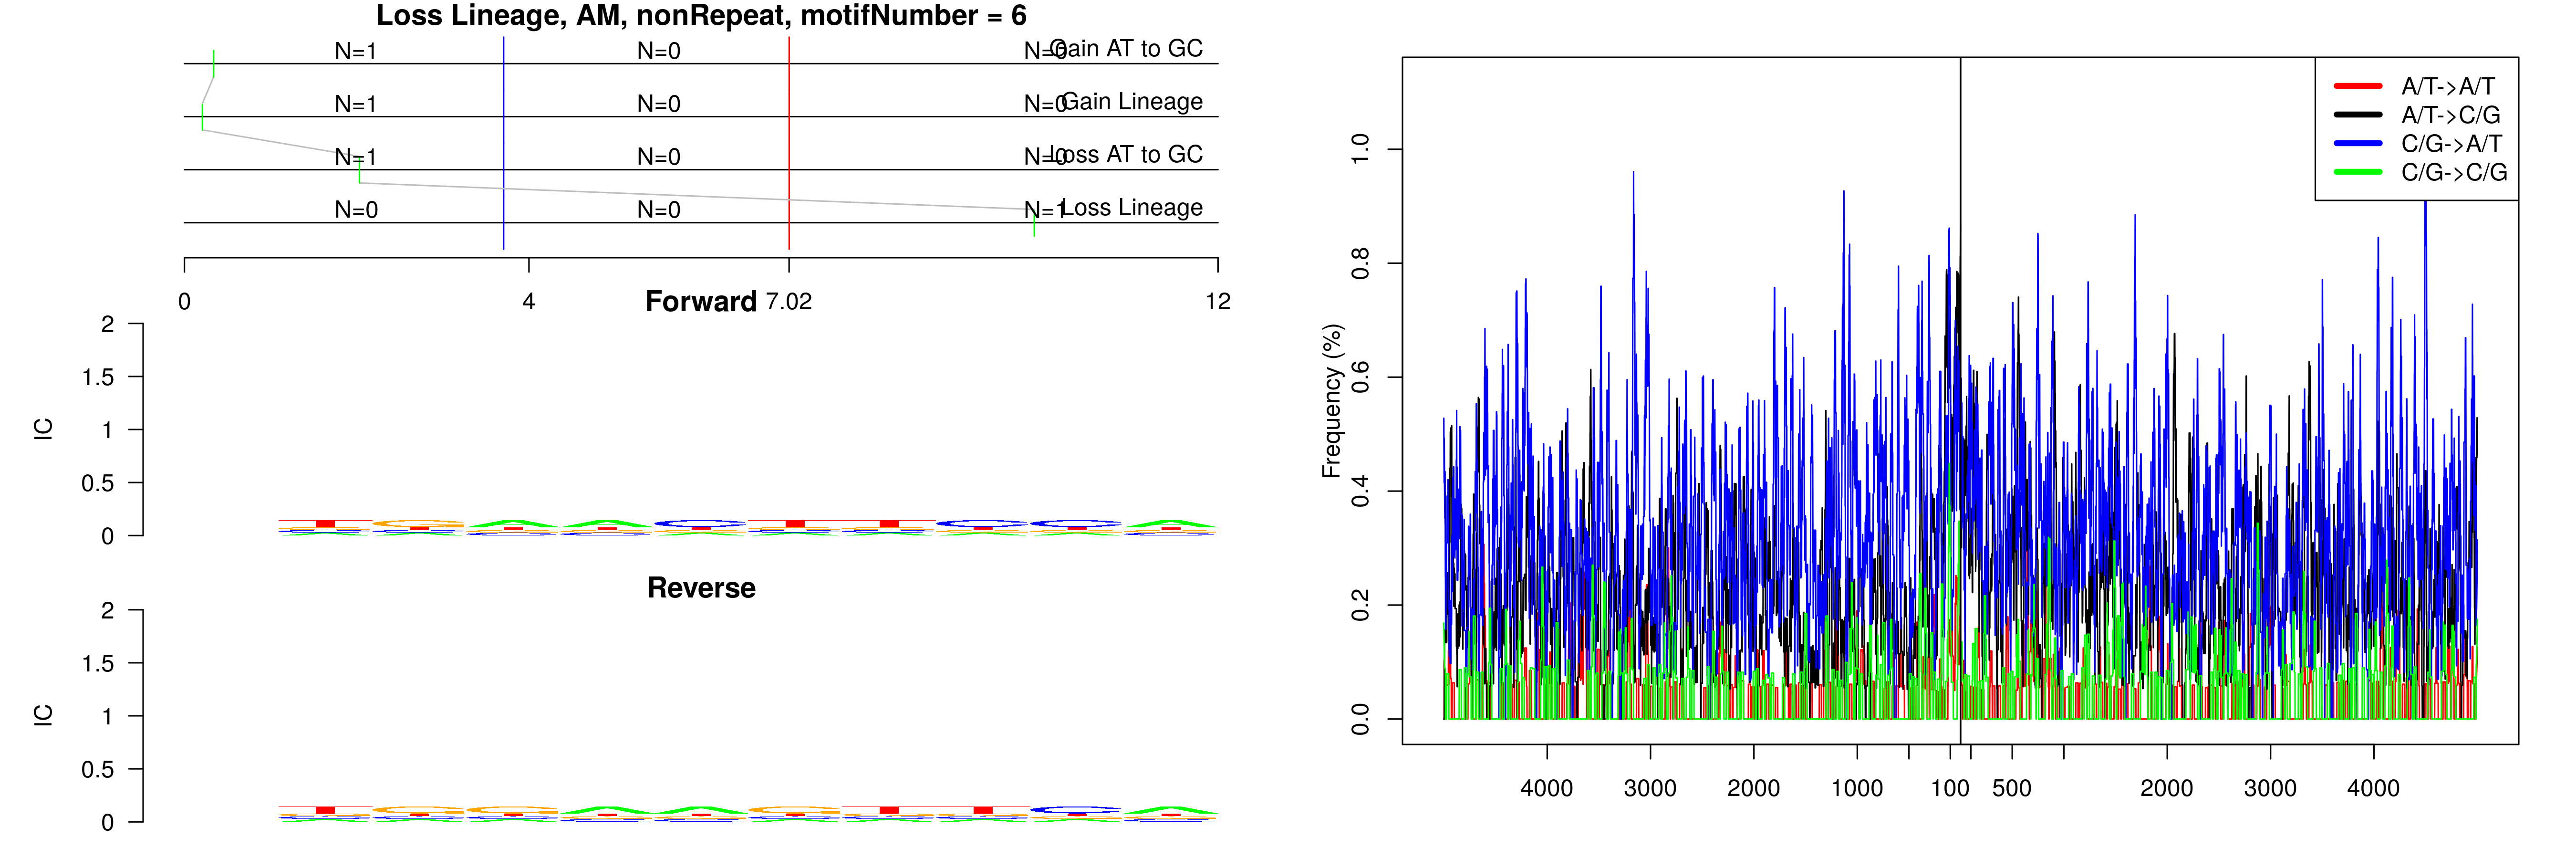 Loss Lineage, AM, nonRepeat, motifNumber = 6
N=1 N=0 N=0 Gain AT to GC
N=1 N=0 N=0 Gain Lineage
N=1 N=0 N=0 Loss AT to GC
N=0 N=0 N=1 Loss Lineage
0 4 7.02 12
Forward
2
1.5
1
0.5
0
IC
T G A A C T T C C A
Reverse
2
1.5
1
0.5
0
IC
T G G A A G T T C A
A/T->A/T
A/T->C/G
C/G->A/T
C/G->C/G
Frequency (%)
1.0
0.8
0.6
0.4
0.2
0.0
4000 3000 2000 1000 100 500 2000 3000 4000